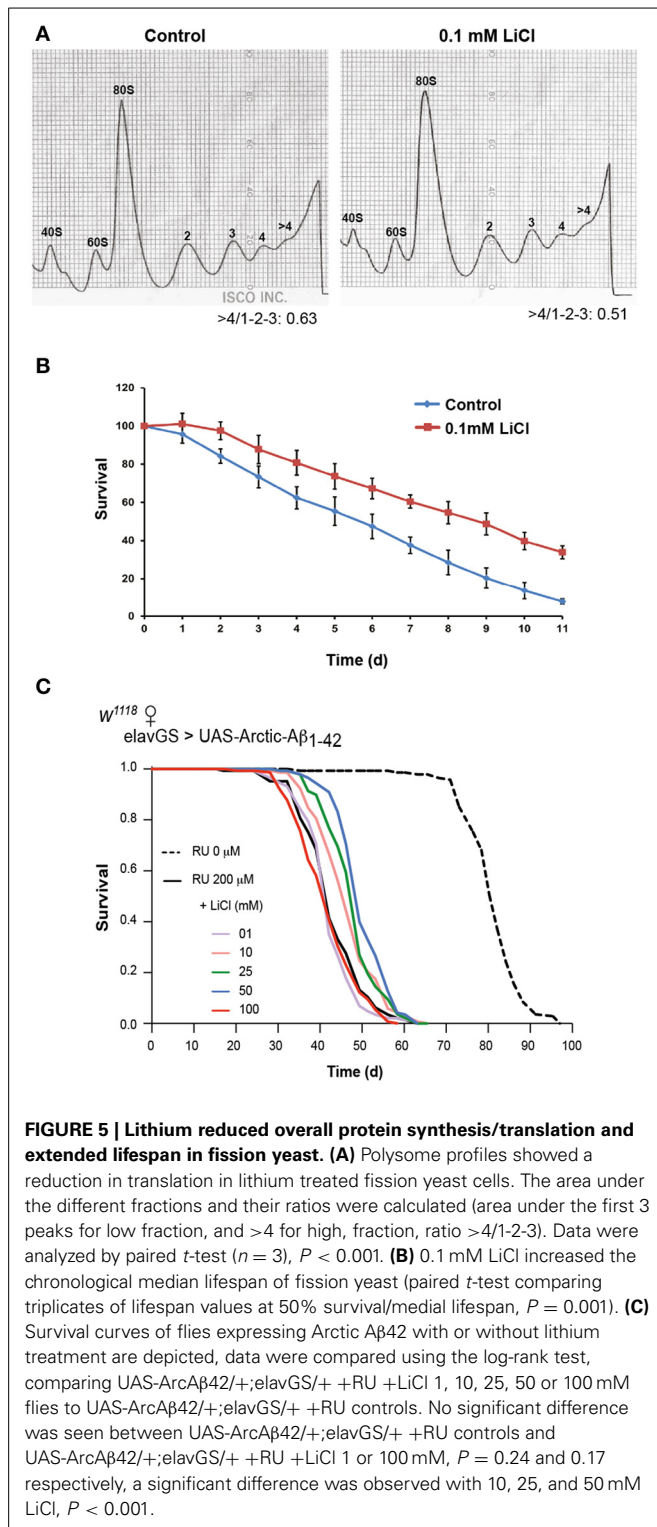 A
Control
0.1 mM LiCl
80S
40S
60S
2
3
4
>4
ISCO INC.
>4/1-2-3: 0.63
80S
40S
60S
2
3
4
>4
>4/1-2-3: 0.51
B
Survival
120
100
80
60
40
20
0
Control
0.1mM LiCl
0 1 2 3 4 5 6 7 8 9 10 11
Time (d)
C
W1118 ♀
elavGS > UAS-Arctic-Aβ1-42
Survival
1.0
0.8
0.6
0.4
0.2
0.0
RU 0 µM
RU 200 µM
+ LiCl (mM)
01
10
25
50
100
0 10 20 30 40 50 60 70 80 90 100
Time (d)
FIGURE 5 | Lithium reduced overall protein synthesis/translation and
extended lifespan in fission yeast. (A) Polysome profiles showed a
reduction in translation in lithium treated fission yeast cells. The area under
the different fractions and their ratios were calculated (area under the first 3
peaks for low fraction, and >4 for high, fraction, ratio >4/1-2-3). Data were
analyzed by paired t-test (n = 3), P < 0.001. (B) 0.1 mM LiCl increased the
chronological median lifespan of fission yeast (paired t-test comparing
triplicates of lifespan values at 50% survival/medial lifespan, P = 0.001). (C)
Survival curves of flies expressing Arctic Aβ42 with or without lithium
treatment are depicted, data were compared using the log-rank test,
comparing UAS-ArcAβ42/+;elavGS/+ +RU +LiCl 1, 10, 25, 50 or 100 mM
flies to UAS-ArcAβ42/+;elavGS/+ +RU controls. No significant difference
was seen between UAS-ArcAβ42/+;elavGS/+ +RU controls and
UAS-ArcAβ42/+;elavGS/+ +RU +LiCl 1 or 100 mM, P = 0.24 and 0.17
respectively, a significant difference was observed with 10, 25, and 50 mM
LiCl, P < 0.001.